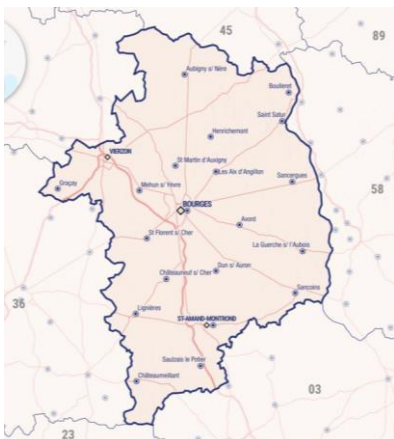 45
89
Aubigny s/ Nère
Boulleret
Saint Satur
Henrichemont
VIERZON
St Martin d'Auxigny
Les Aix d'Angillon
Graçay
Mehun s/ Yèvre
Sancergues
58
BOURGES
Avord
St Florent s/ Cher
La Guerche s/ l'Aubois
Châteauneuf s/ Cher
Dun s/ Auron
Sancoins
36
Lignières
ST-AMAND-MONTROND
Saulzais le Potier
Châteaumeillant
03
23